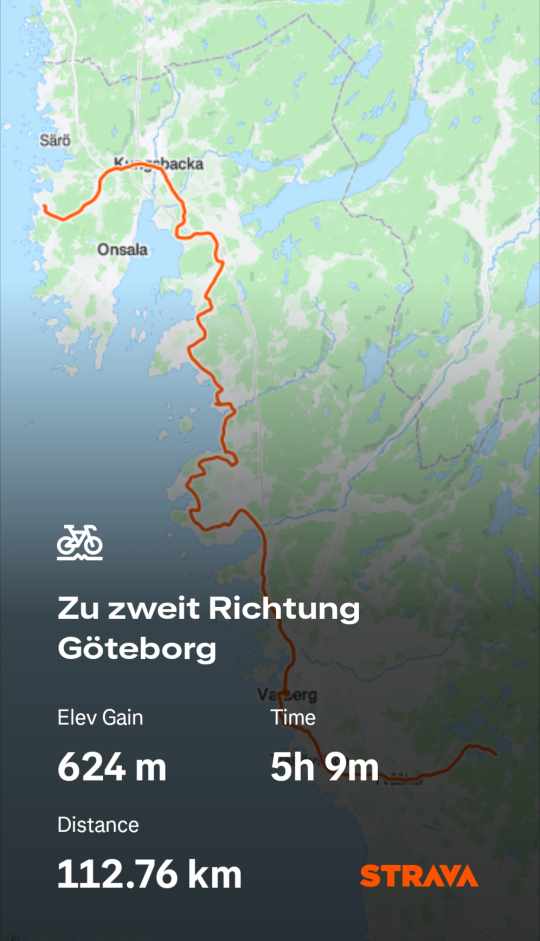 Särö
Kungsbacka
Onsala
Zu zweit Richtung
Göteborg
Varberg
Elev Gain
Time
624 m
5h 9m
Distance
112.76 km
STRAVA